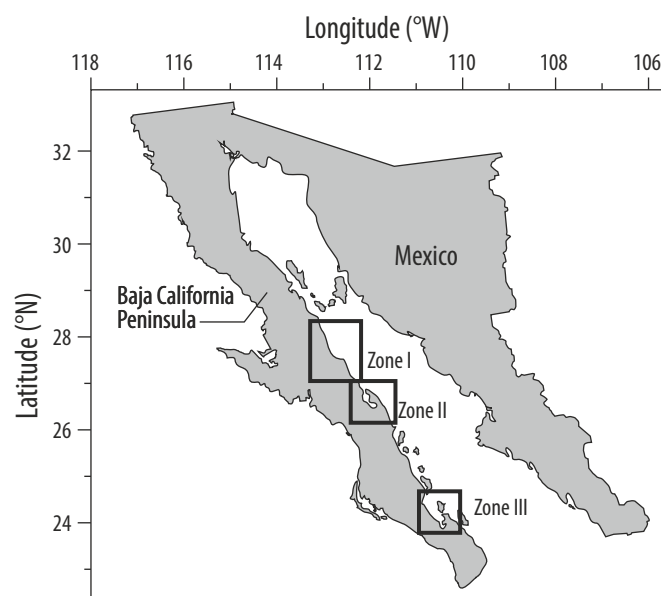 Longitude (°W)
118 116 114 112 110 108 106
32
30
28
26
24
Latitude (°N)
Mexico
Baja California
Peninsula
Zone I
Zone II
Zone III